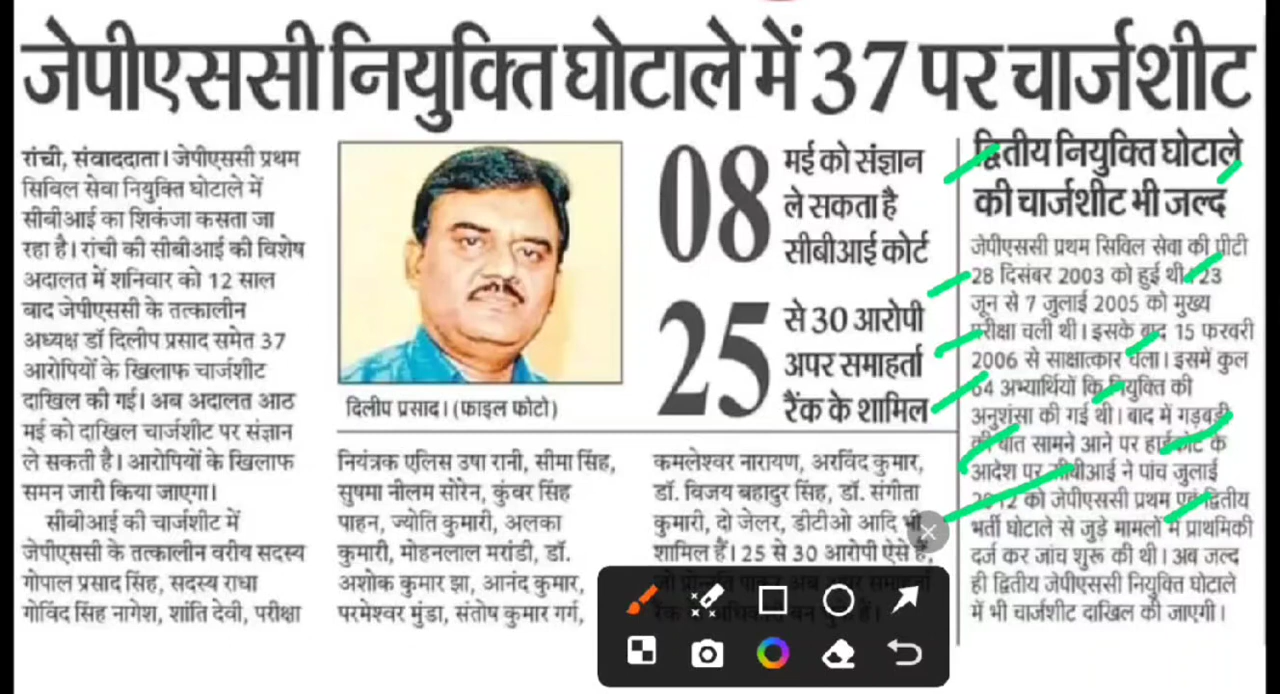 जेपीएससी नियुक्ति घोटाले में 37 पर चार्जशीट
रांची, संवाददाता। जेपीएससी प्रथम
सिविल सेवा नियुक्ति घोटाले में
सीबीआई का शिकंजा कसता जा
रहा है। रांची की सीबीआई की विशेष
अदालत में शनिवार को 12 साल
बाद जेपीएससी के तत्कालीन
अध्यक्ष डॉ दिलीप प्रसाद समेत 37
आरोपियों के खिलाफ चार्जशीट
दाखिल की गई। अब अदालत आठ
मई को दाखिल चार्जशीट पर संज्ञान
ले सकती है। आरोपियों के खिलाफ
समन जारी किया जाएगा।
सीबीआई की चार्जशीट में
जेपीएससी के तत्कालीन वरीय सदस्य
गोपाल प्रसाद सिंह, सदस्य राधा
गोविंद सिंह नागेश, शांति देवी, परीक्षा
दिलीप प्रसाद। (फाइल फोटो)
नियंत्रक एलिस उषा रानी, सीमा सिंह,
सुषमा नीलम सोरेन, कुंवर सिंह
पाहन, ज्योति कुमारी, अलका
कुमारी, मोहनलाल मरांडी, डॉ.
अशोक कुमार झा, आनंद कुमार,
परमेश्वर मुंडा, संतोष कुमार गर्ग,
08
मई को संज्ञान
ले सकता है
सीबीआई कोर्ट
25
से 30 आरोपी
अपर समाहर्ता
रैंक के शामिल
कमलेश्वर नारायण, अरविंद कुमार,
डॉ. विजय बहादुर सिंह, डॉ. संगीता
कुमारी, दो जेलर, डीटीओ आदि भी
शामिल हैं। 25 से 30 आरोपी ऐसे हैं,
द्वितीय नियुक्ति घोटाले
की चार्जशीट भी जल्द
जेपीएससी प्रथम सिविल सेवा की पीटी
28 दिसंबर 2003 को हुई थी। 23
जून से 7 जुलाई 2005 को मुख्य
परीक्षा चली थी। इसके बाद 15 फरवरी
2006 से साक्षात्कार चला। इसमें कुल
64 अभ्यार्थियों कि नियुक्ति की
अनुशंसा की गई थी। बाद में गड़बड़ी
की बात सामने आने पर हाईकोर्ट के
आदेश पर सीबीआई ने पांच जुलाई
2012 को जेपीएससी प्रथम एवं द्वितीय
भर्ती घोटाले से जुड़े मामलों में प्राथमिकी
दर्ज कर जांच शुरू की थी। अब जल्द
ही द्वितीय जेपीएससी नियुक्ति घोटाले
में भी चार्जशीट दाखिल की जाएगी।